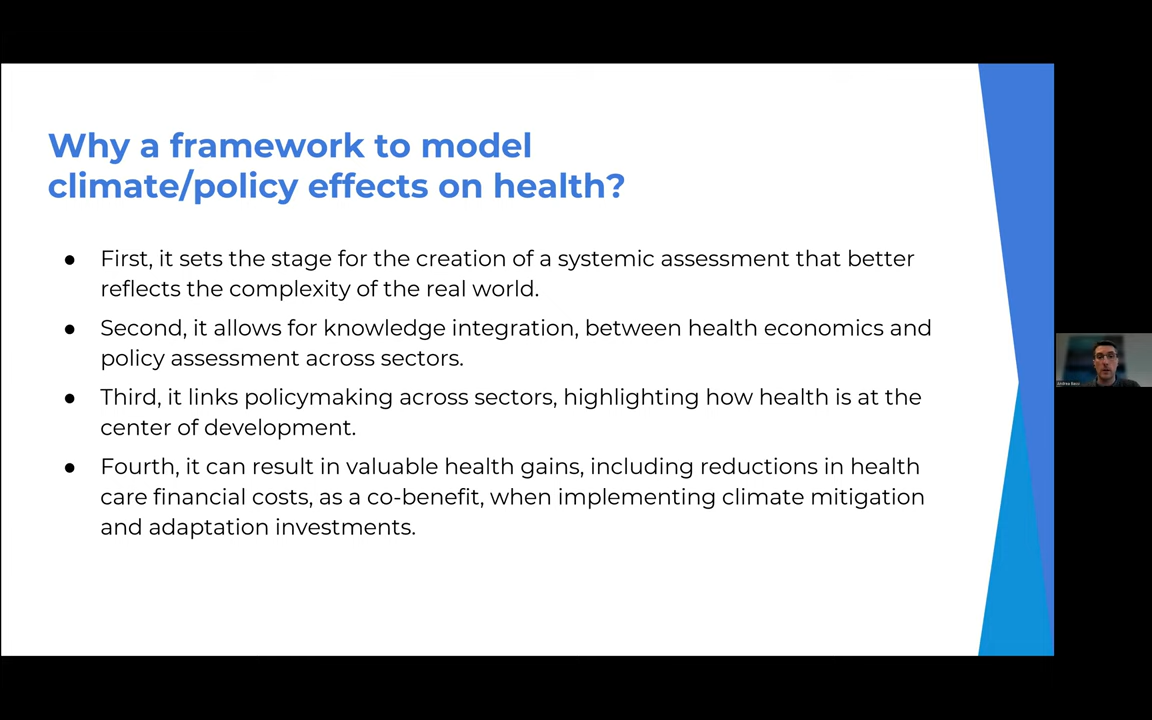 Why a framework to model
climate/policy effects on health?
● First, it sets the stage for the creation of a systemic assessment that better
reflects the complexity of the real world.
● Second, it allows for knowledge integration, between health economics and
policy assessment across sectors.
● Third, it links policymaking across sectors, highlighting how health is at the
center of development.
● Fourth, it can result in valuable health gains, including reductions in health
care financial costs, as a co-benefit, when implementing climate mitigation
and adaptation investments.
Andrea Bassi